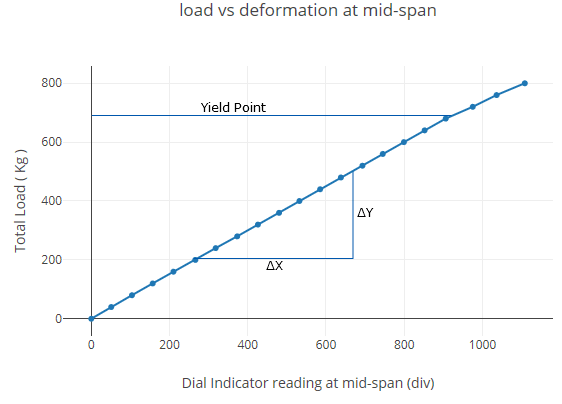 load vs deformation at mid-span
800
Yield Point
600
400
ΔY
200
ΔX
0
0 200 400 600 800 1000
Total Load ( Kg )
Dial Indicator reading at mid-span (div)